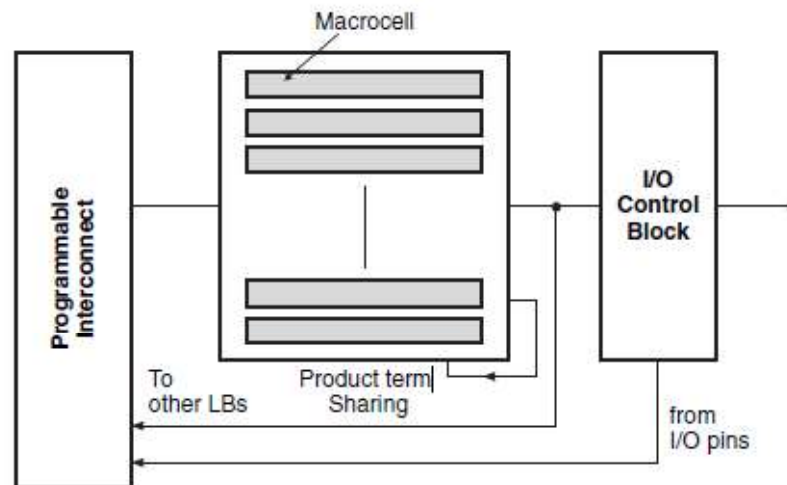 Macrocell
Programmable
Interconnect
I/O
Control
Block
To
other LBs
Product term
Sharing
from
I/O pins